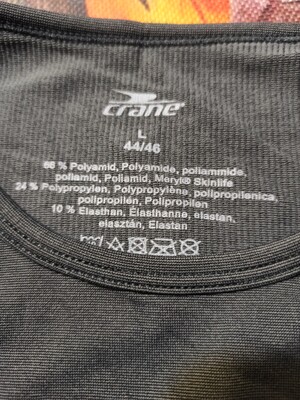 crane
L
44/46
66 % Polyamid, Polyamide, poliammide,
poliamid, Poliamid, Meryl® Skinlife
24 % Polypropylen, Polypropylène, polipropilenica,
polipropilén, Polipropilen
10 % Elasthan, Élasthanne, elastan,
elasztán, Elastan